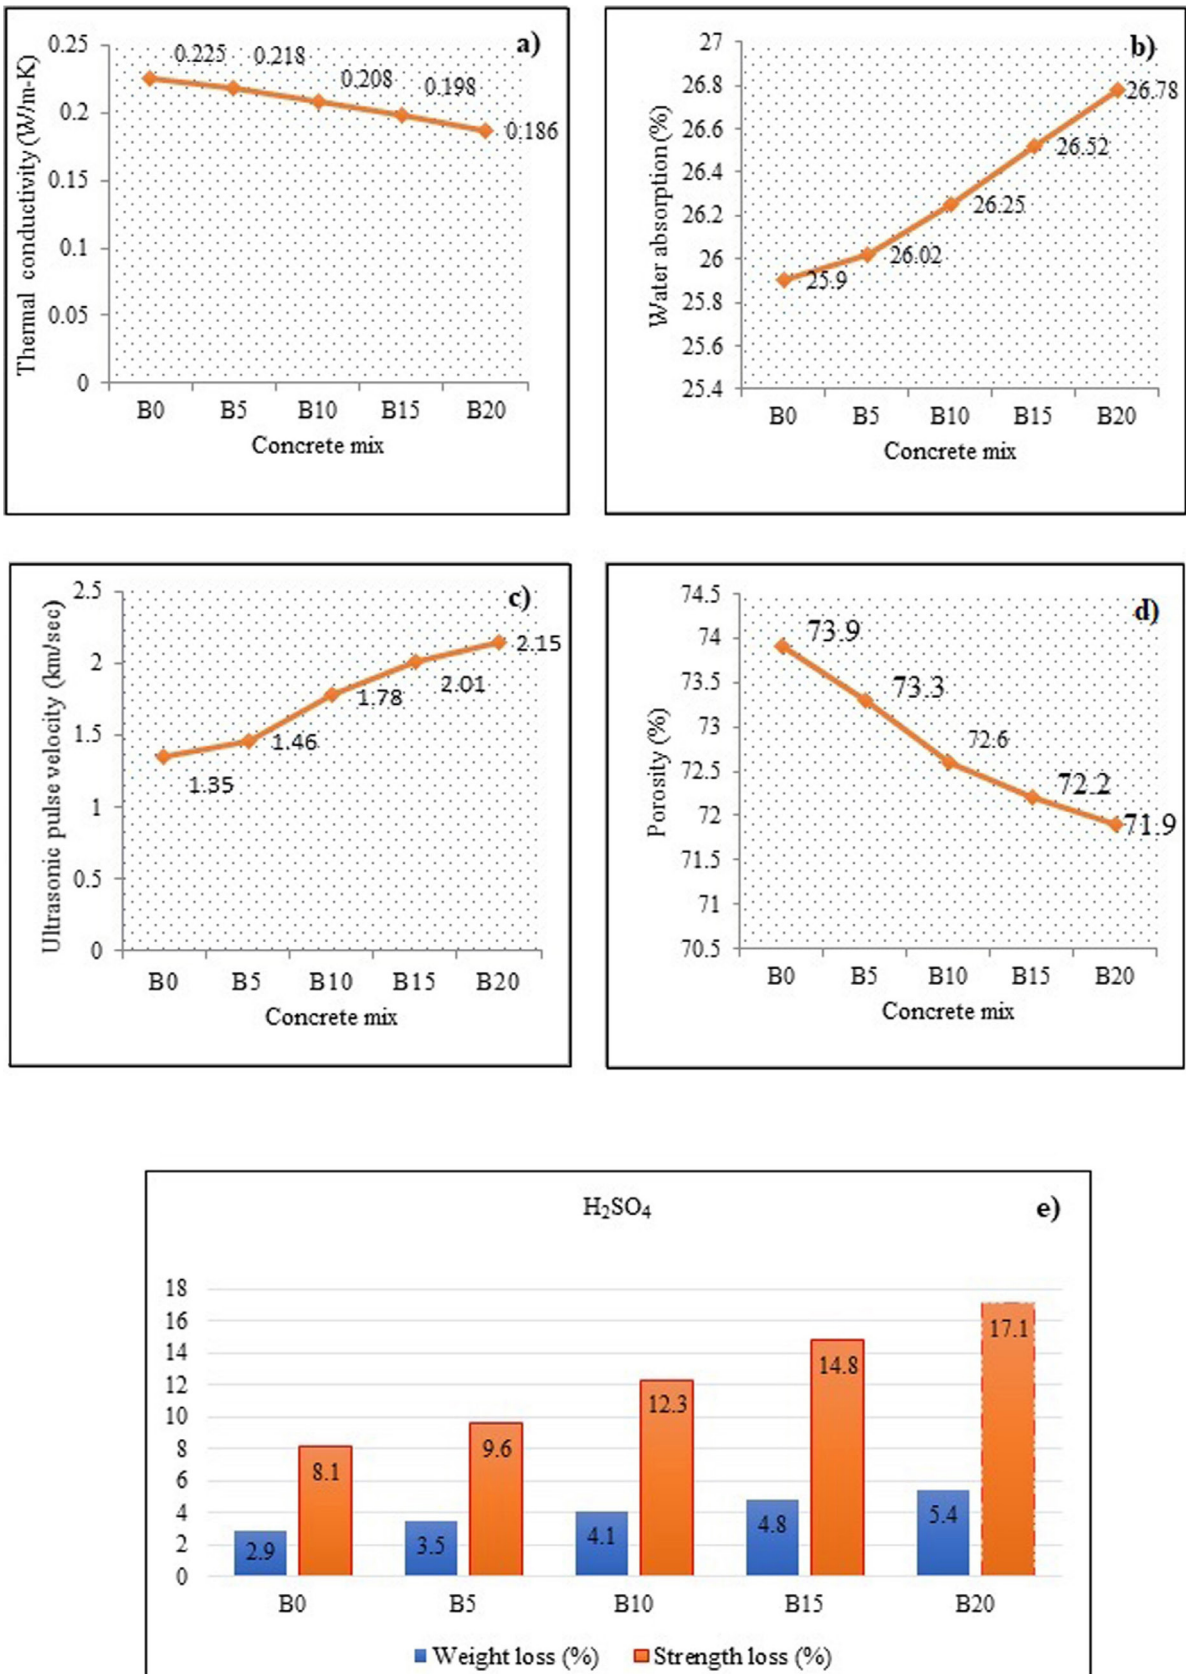 a)
0.25
0.2
0.15
0.1
0.05
0
Thermal conductivity (W/m-K)
0.225
0.218
0.208
0.198
0.186
B0 B5 B10 B15 B20
Concrete mix
b)
27
26.8
26.6
26.4
26.2
26
25.8
25.6
25.4
Water absorption (%)
25.9
26.02
26.25
26.52
26.78
B0 B5 B10 B15 B20
Concrete mix
c)
2.5
2
1.5
1
0.5
0
Ultrasonic pulse velocity (km/sec)
1.35
1.46
1.78
2.01
2.15
B0 B5 B10 B15 B20
Concrete mix
d)
74.5
74
73.5
73
72.5
72
71.5
71
70.5
Porosity (%)
73.9
73.3
72.6
72.2
71.9
B0 B5 B10 B15 B20
Concrete mix
H₂SO₄
e)
18
16
14
12
10
8
6
4
2
0
2.9 8.1 3.5 9.6 4.1 12.3 4.8 14.8 5.4 17.1
B0 B5 B10 B15 B20
Weight loss (%) Strength loss (%)